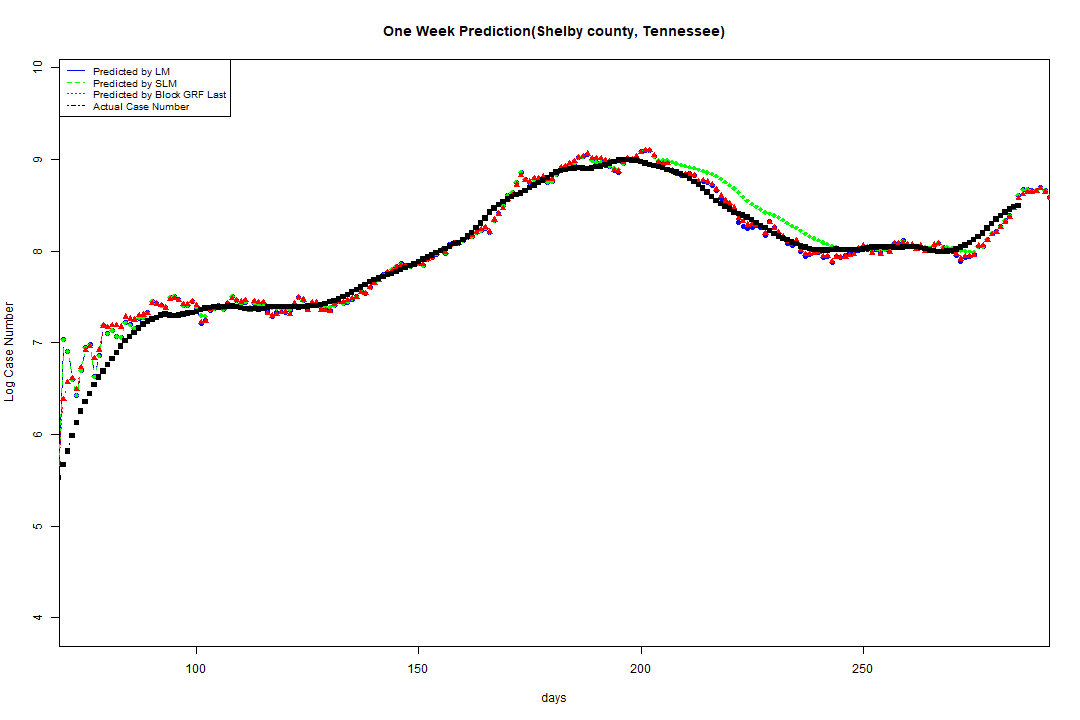 One Week Prediction(Shelby county, Tennessee)
Predicted by LM
Predicted by SLM
Predicted by Block GRF Last
Actual Case Number
10
9
8
7
6
5
4
Log Case Number
100
150
200
250
days